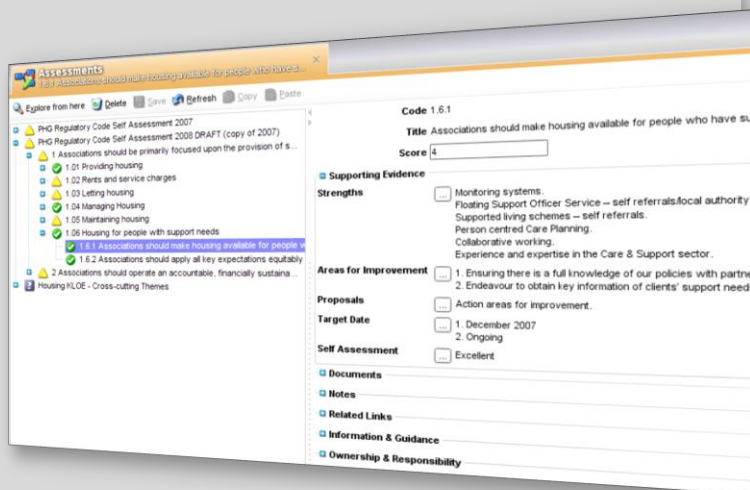 Assessments
1.6.1 Associations should make housing available for people who have s...
Explore from here Delete Save Refresh Copy Paste
PHG Regulatory Code Self Assessment 2007
PHG Regulatory Code Self Assessment 2008 DRAFT (copy of 2007)
1 Associations should be primarily focused upon the provision of s...
1.01 Providing housing
1.02 Rents and service charges
1.03 Letting housing
1.04 Managing Housing
1.05 Maintaining housing
1.06 Housing for people with support needs
1.6.1 Associations should make housing available for people w
1.6.2 Associations should apply all key expectations equitably
2 Associations should operate an accountable, financially sustaina...
Housing KLOE - Cross-cutting Themes
Code 1.6.1
Title Associations should make housing available for people who have su
Score 4
Supporting Evidence
Strengths ... Monitoring systems.
Floating Support Officer Service – self referrals/local authority
Supported living schemes – self referrals.
Person centred Care Planning.
Collaborative working.
Experience and expertise in the Care & Support sector.
Areas for Improvement ... 1. Ensuring there is a full knowledge of our policies with partne
2. Endeavour to obtain key information of clients' support need
Proposals ... Action areas for improvement.
Target Date ... 1. December 2007
2. Ongoing
Self Assessment ... Excellent
Documents
Notes
Related Links
Information & Guidance
Ownership & Responsibility